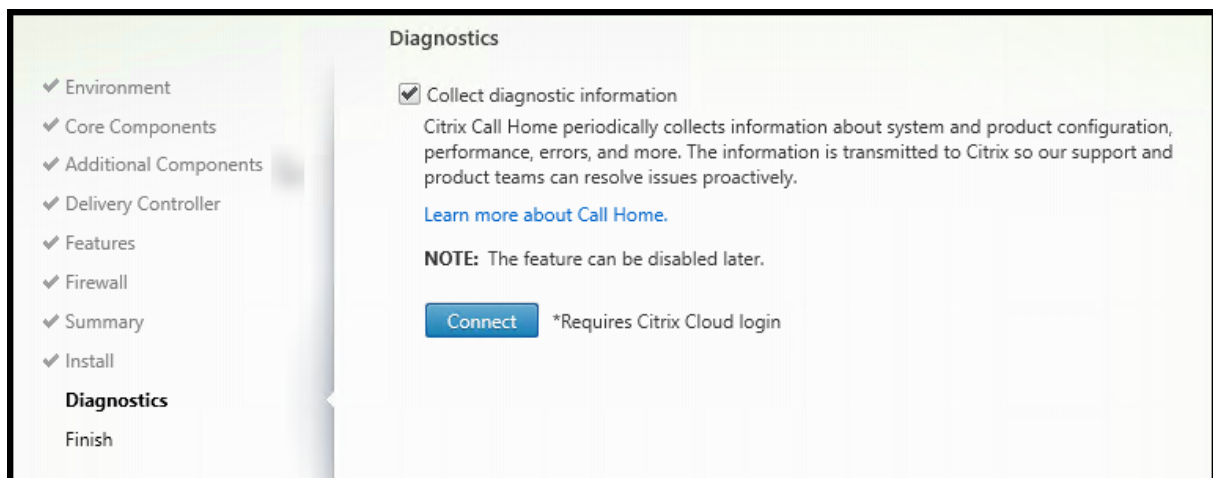 Diagnostics
Environment
Core Components
Additional Components
Delivery Controller
Features
Firewall
Summary
Install
Diagnostics
Finish
Collect diagnostic information
Citrix Call Home periodically collects information about system and product configuration,
performance, errors, and more. The information is transmitted to Citrix so our support and
product teams can resolve issues proactively.
Learn more about Call Home.
NOTE: The feature can be disabled later.
Connect *Requires Citrix Cloud login